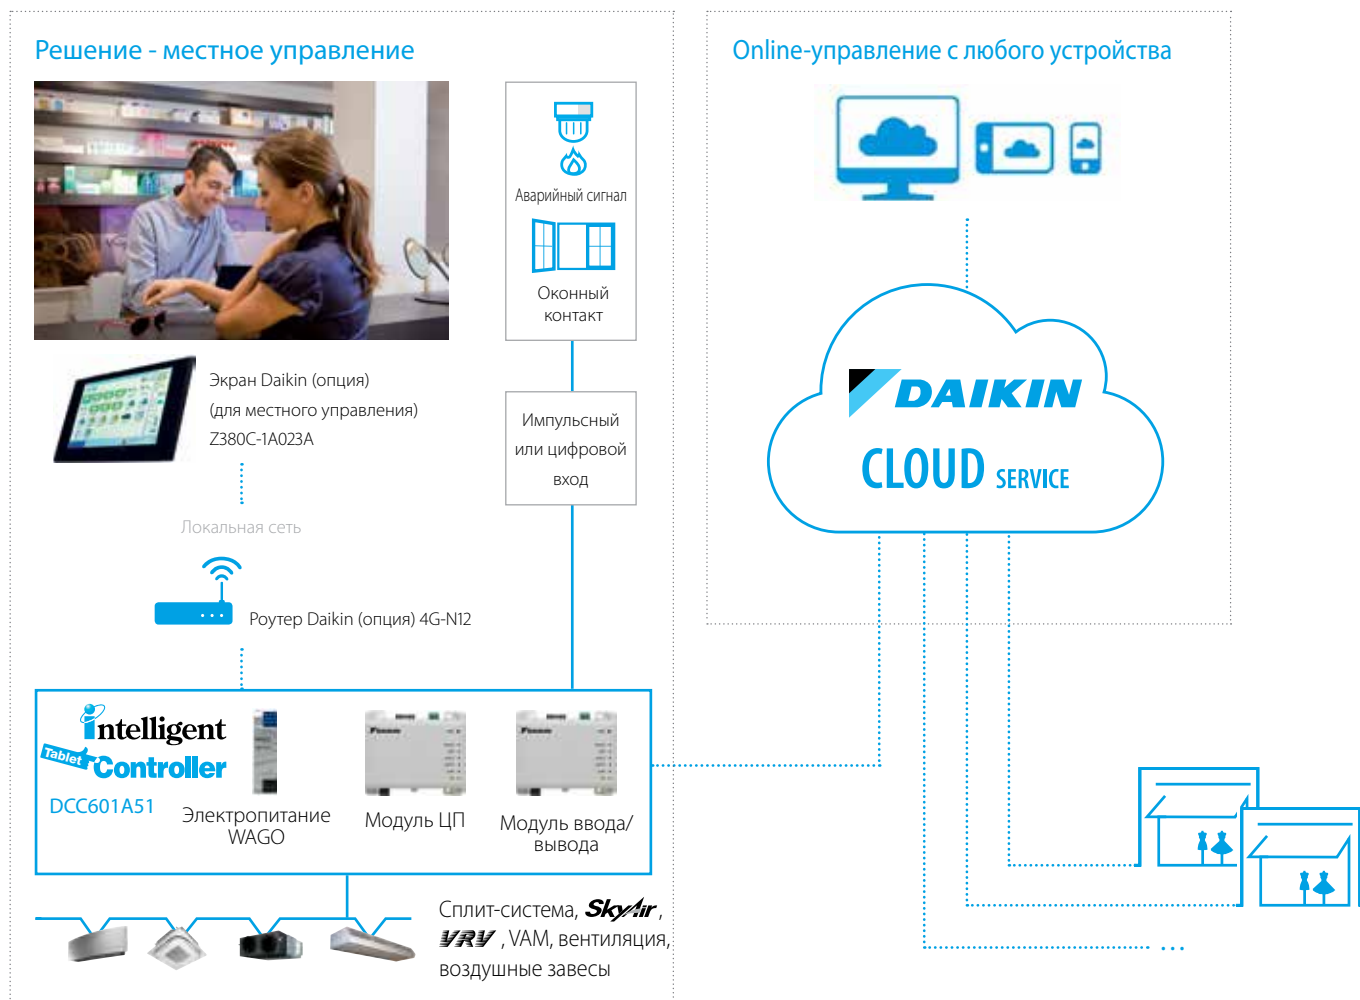 Решение - местное управление
Аварийный сигнал
Оконный
контакт
Экран Daikin (опция)
(для местного управления)
Z380C-1A023A
Импульсный
или цифровой
вход
Локальная сеть
Роутер Daikin (опция) 4G-N12
intelligent
Tablet Controller
DCC601A51
Электропитание
WAGO
Модуль ЦП
Модуль ввода/
вывода
Сплит-система, SkyAir,
VRV , VAM, вентиляция,
воздушные завесы
Online-управление с любого устройства
DAIKIN
CLOUD SERVICE
...